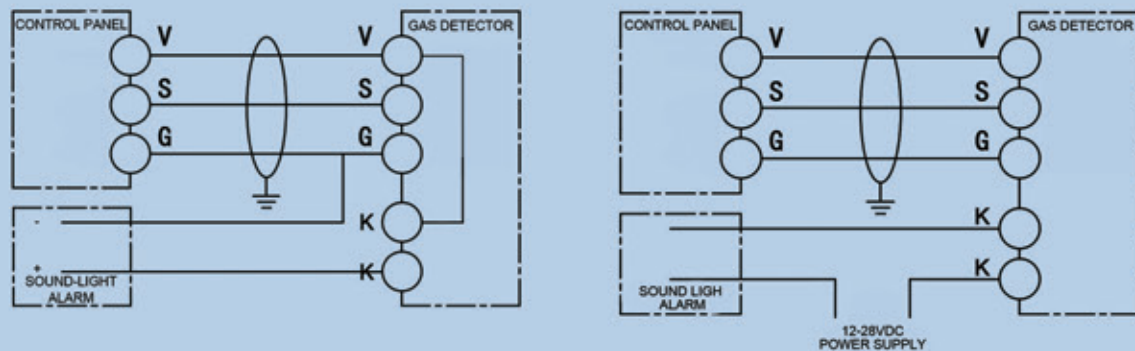 CONTROL PANEL
GAS DETECTOR
V V
S S
G G
K
K
-
+
SOUND-LIGHT
ALARM
CONTROL PANEL
GAS DETECTOR
V V
S S
G G
K
K
SOUND LIGH
ALARM
12-28VDC
POWER SUPPLY